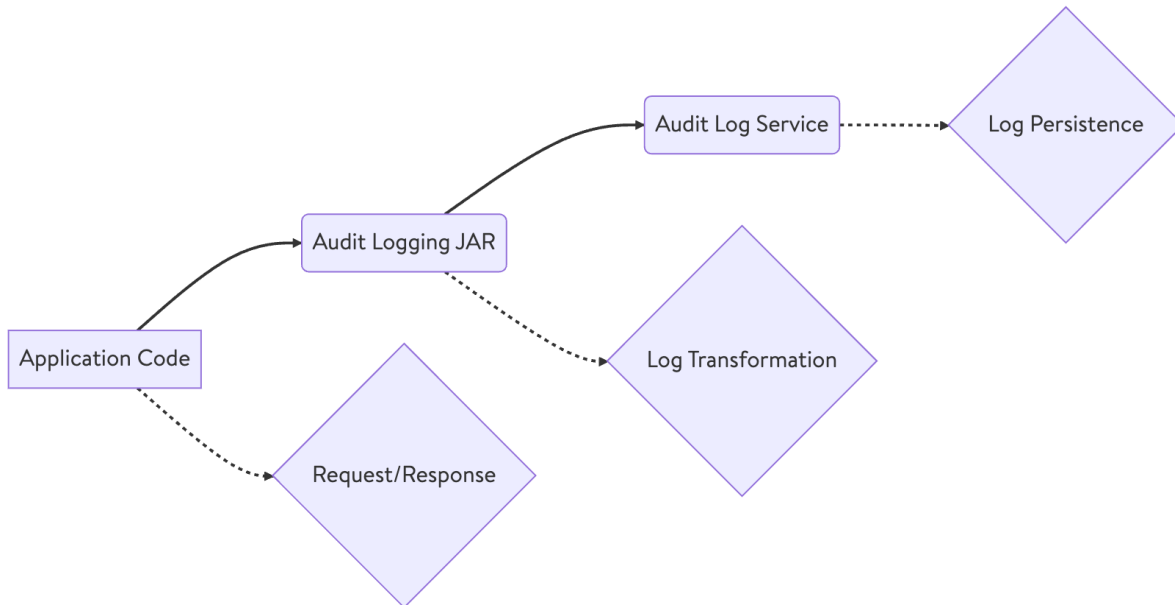 Audit Log Service
Log Persistence
Audit Logging JAR
Application Code
Log Transformation
Request/Response